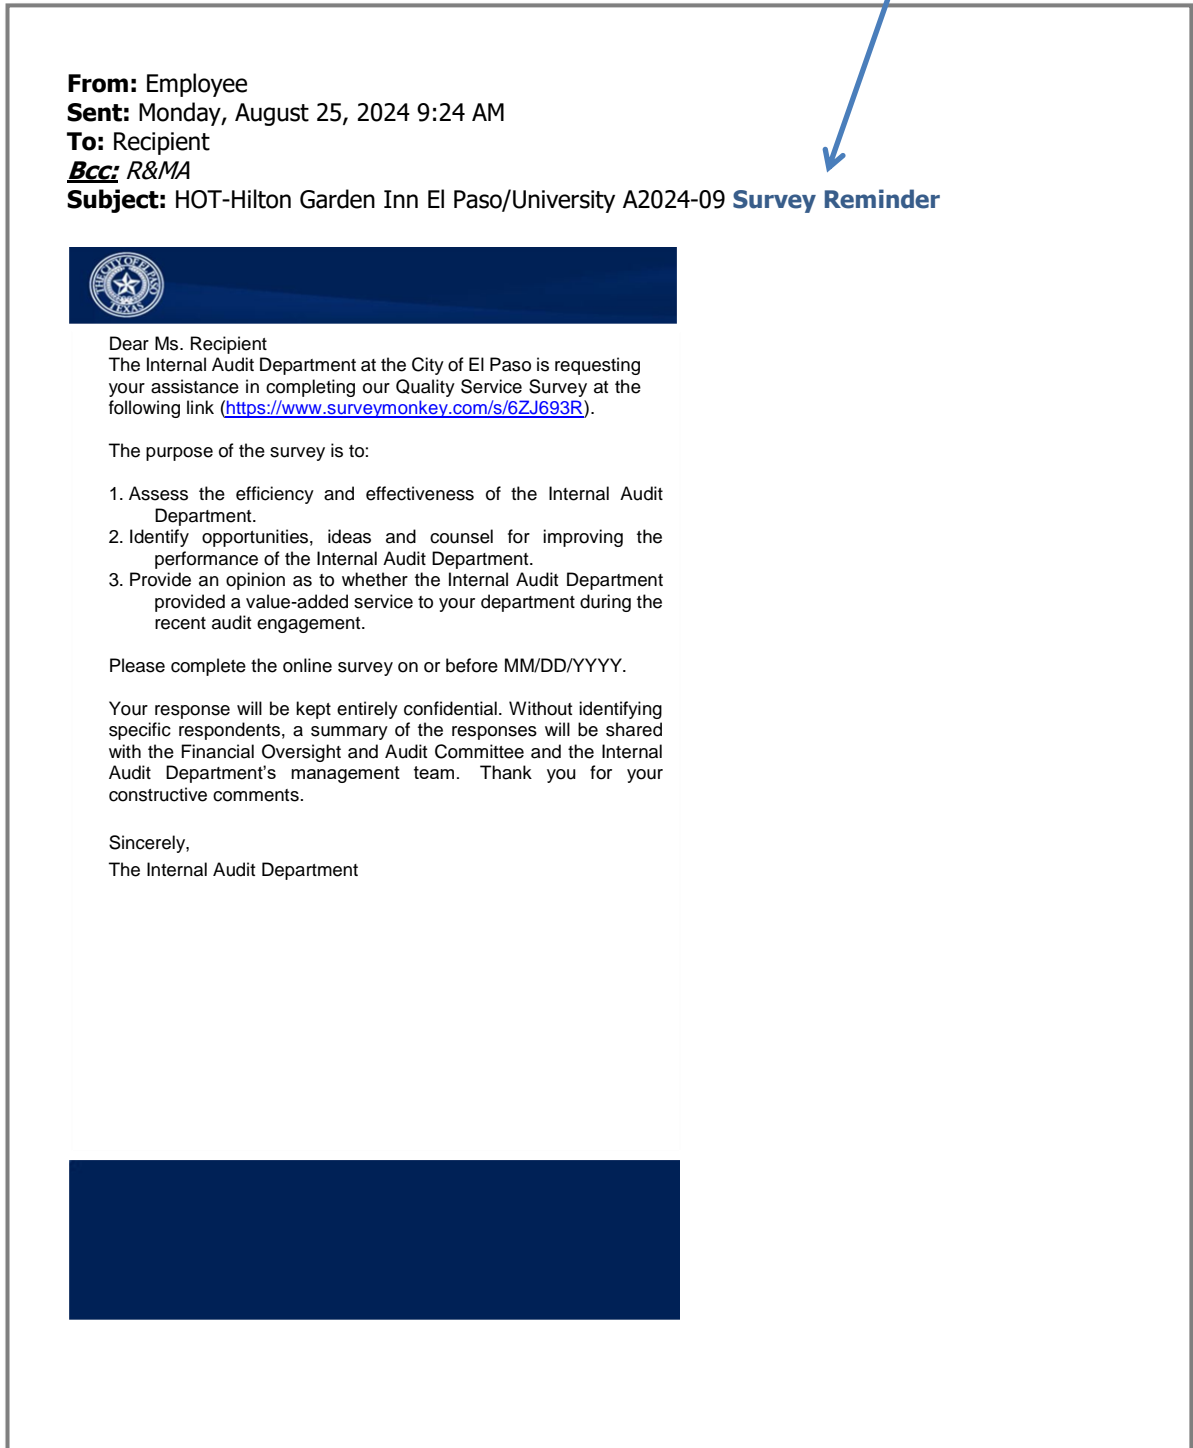 From: Employee
Sent: Monday, August 25, 2024 9:24 AM
To: Recipient
Bcc: R&MA
Subject: HOT-Hilton Garden Inn El Paso/University A2024-09 Survey Reminder
THE CITY OF EL PASO
TEXAS
Dear Ms. Recipient
The Internal Audit Department at the City of El Paso is requesting
your assistance in completing our Quality Service Survey at the
following link (https://www.surveymonkey.com/s/6ZJ693R).
The purpose of the survey is to:
1. Assess the efficiency and effectiveness of the Internal Audit
Department.
2. Identify opportunities, ideas and counsel for improving the
performance of the Internal Audit Department.
3. Provide an opinion as to whether the Internal Audit Department
provided a value-added service to your department during the
recent audit engagement.
Please complete the online survey on or before MM/DD/YYYY.
Your response will be kept entirely confidential. Without identifying
specific respondents, a summary of the responses will be shared
with the Financial Oversight and Audit Committee and the Internal
Audit Department's management team. Thank you for your
constructive comments.
Sincerely,
The Internal Audit Department